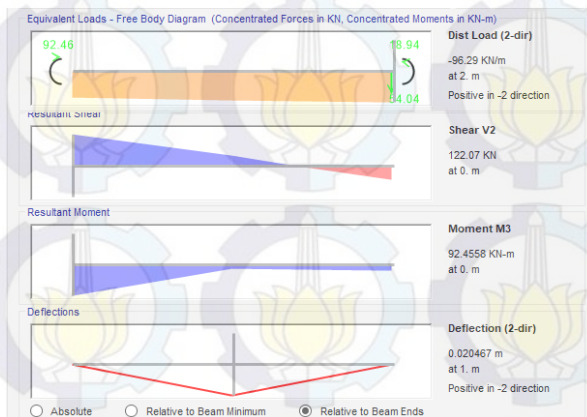 Equivalent Loads - Free Body Diagram (Concentrated Forces in KN, Concentrated Moments in KN-m)
92.46
18.94
54.04
Dist Load (2-dir)
-96.29 KN/m
at 2. m
Positive in -2 direction
Resultant Shear
Shear V2
122.07 KN
at 0. m
Resultant Moment
Moment M3
92.4558 KN-m
at 0. m
Deflections
Deflection (2-dir)
0.020467 m
at 1. m
Positive in -2 direction
Absolute
Relative to Beam Minimum
Relative to Beam Ends